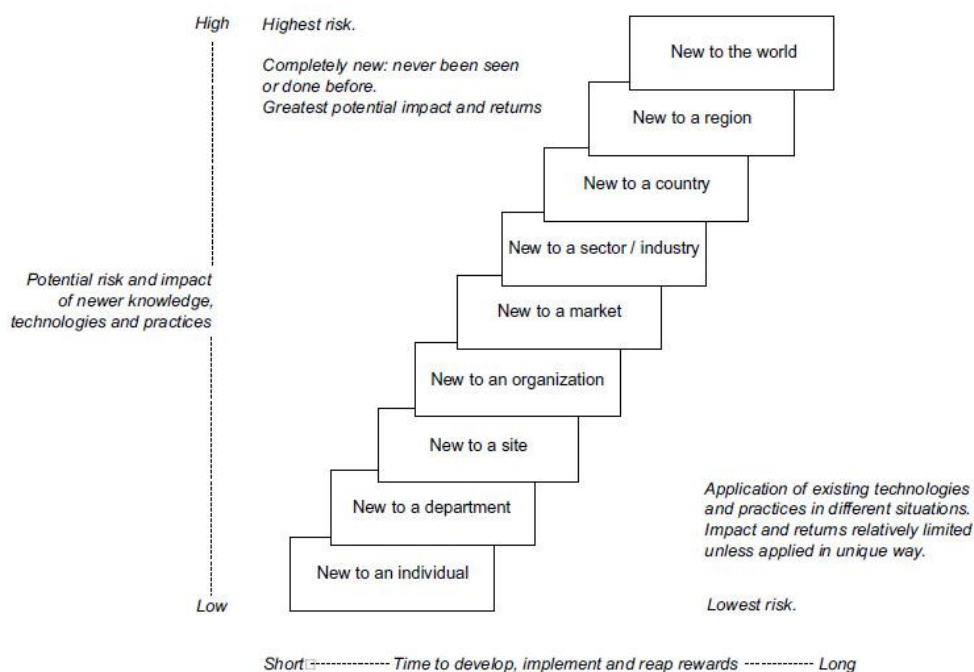 High
Highest risk.
Completely new: never been seen
or done before.
Greatest potential impact and returns
New to the world
New to a region
New to a country
New to a sector / industry
Potential risk and impact
of newer knowledge,
technologies and practices
New to a market
New to an organization
New to a site
New to a department
New to an individual
Application of existing technologies
and practices in different situations.
Impact and returns relatively limited
unless applied in unique way.
Low
Lowest risk.
Short Time to develop, implement and reap rewards Long